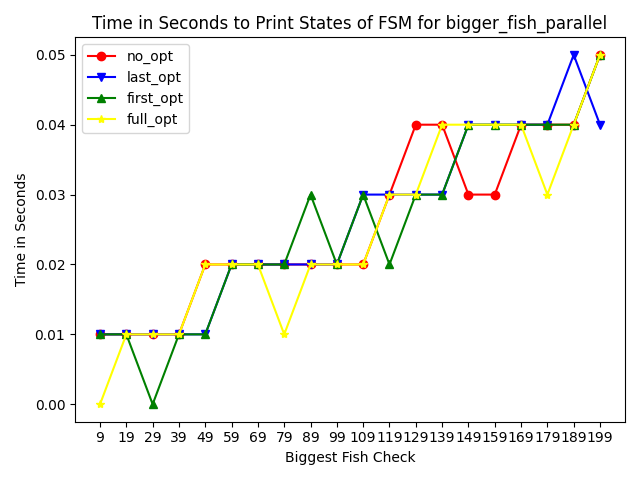 Time in Seconds to Print States of FSM for bigger_fish_parallel
no_opt
last_opt
first_opt
full_opt
0.05
0.04
0.03
0.02
0.01
0.00
Time in Seconds
9 19 29 39 49 59 69 79 89 99 109 119 129 139 149 159 169 179 189 199
Biggest Fish Check